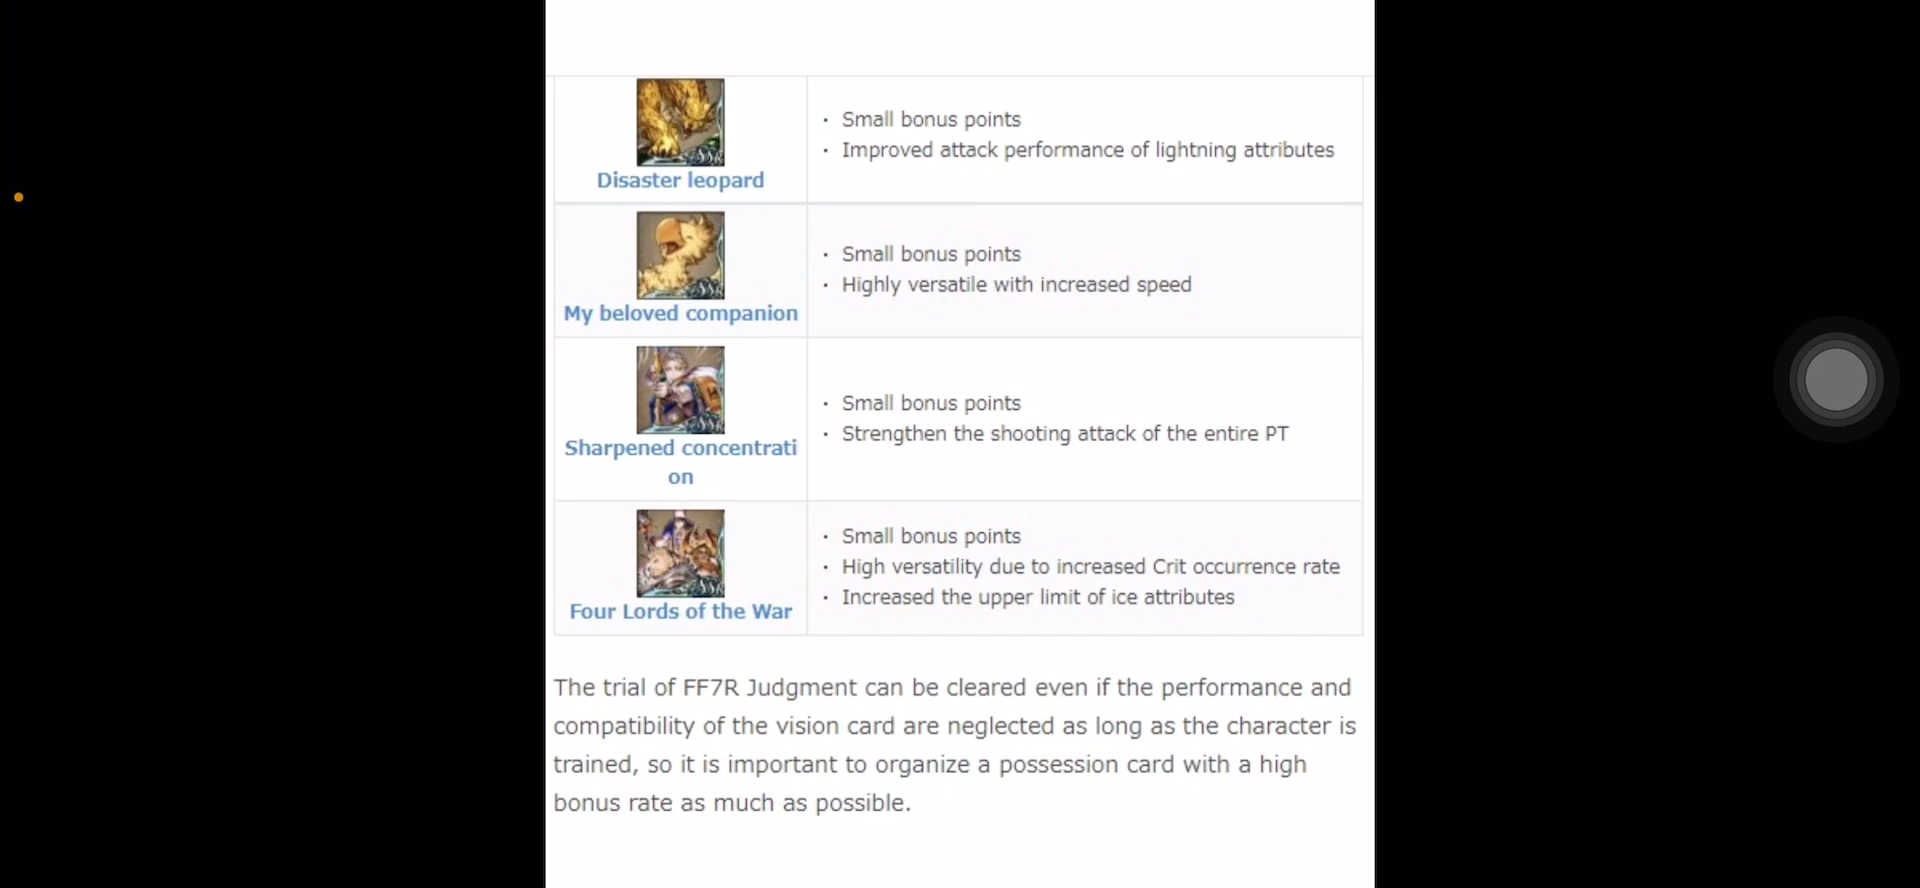 Disaster leopard
・ Small bonus points
・ Improved attack performance of lightning attributes
My beloved companion
・ Small bonus points
・ Highly versatile with increased speed
Sharpened concentrati
on
・ Small bonus points
・ Strengthen the shooting attack of the entire PT
Four Lords of the War
・ Small bonus points
・ High versatility due to increased Crit occurrence rate
・ Increased the upper limit of ice attributes
The trial of FF7R Judgment can be cleared even if the performance and
compatibility of the vision card are neglected as long as the character is
trained, so it is important to organize a possession card with a high
bonus rate as much as possible.